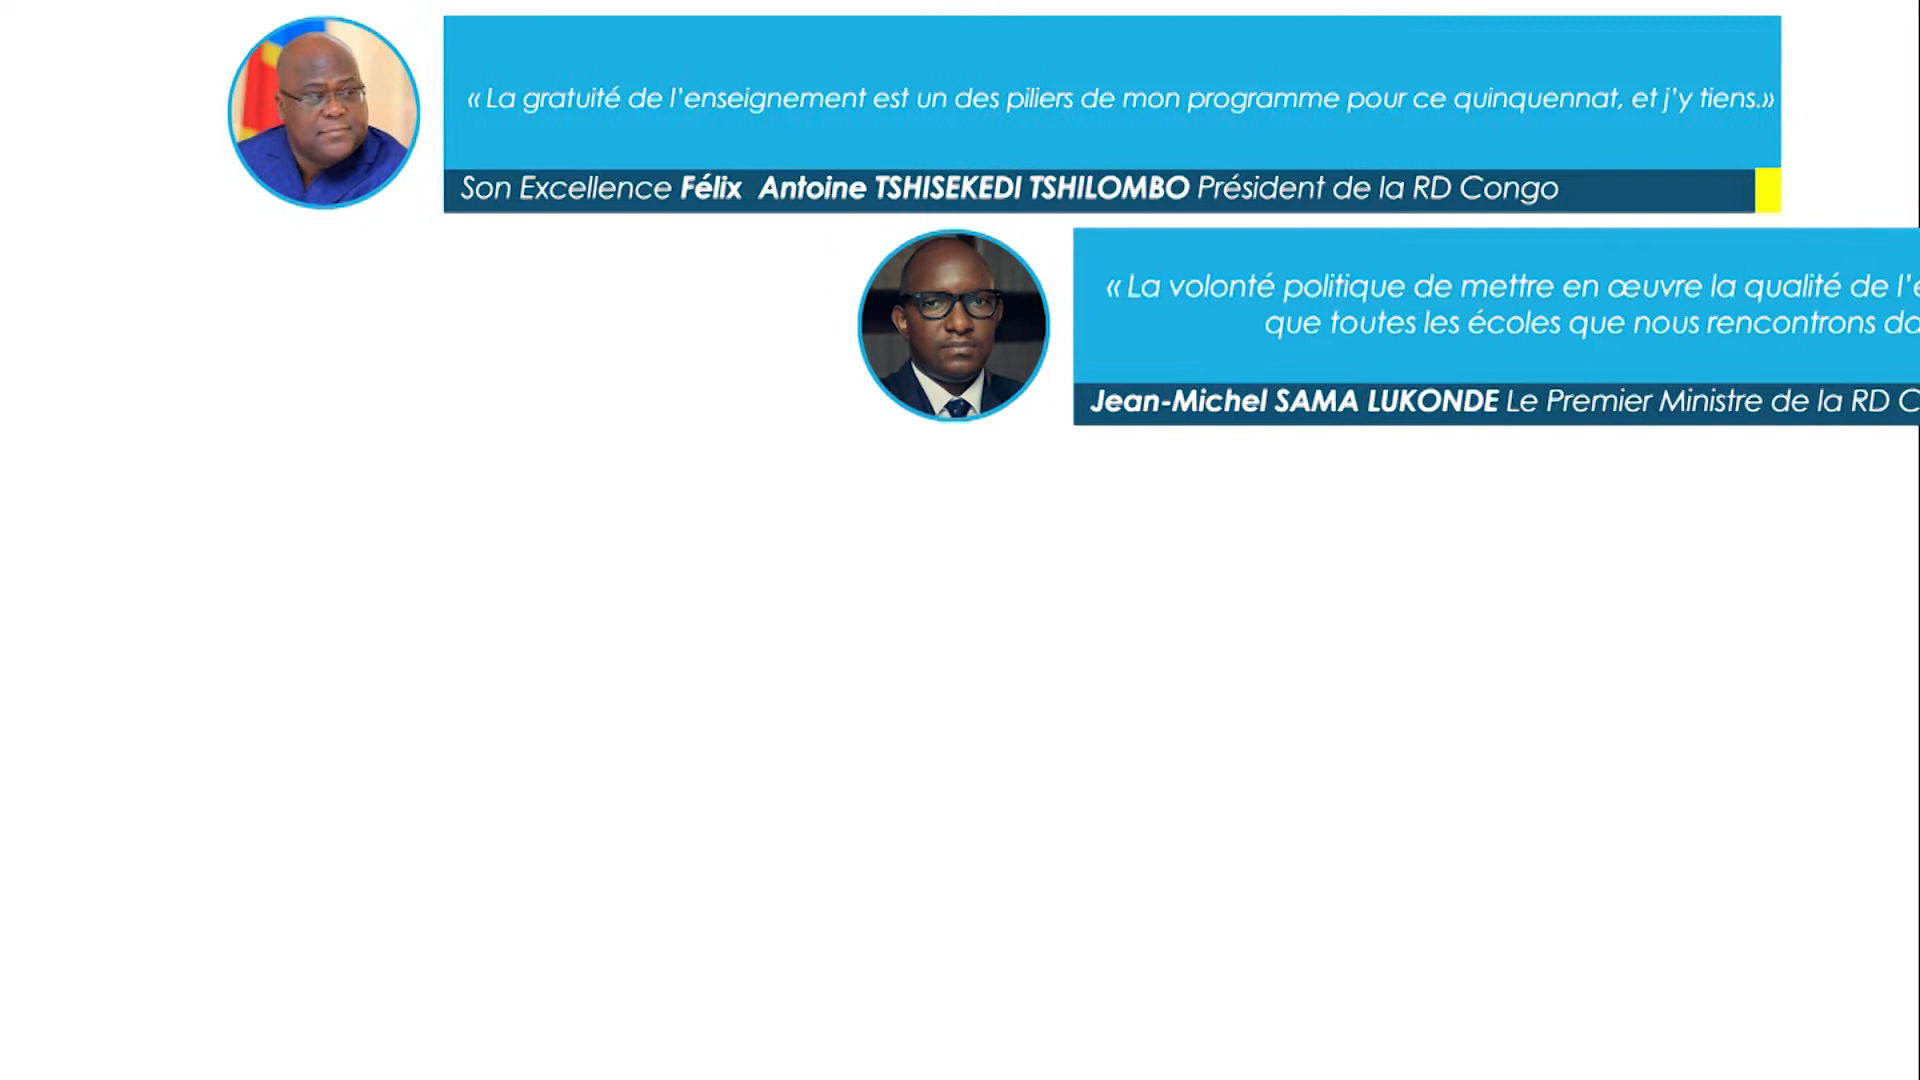 « La gratuité de l’enseignement est un des piliers de mon programme pour ce quinquennat, et j’y tiens.»
Son Excellence Félix Antoine TSHISEKEDI TSHILOMBO Président de la RD Congo
« La volonté politique de mettre en œuvre la qualité de l’
que toutes les écoles que nous rencontrons
Jean-Michel SAMA LUKONDE Le Premier Ministre de la RD